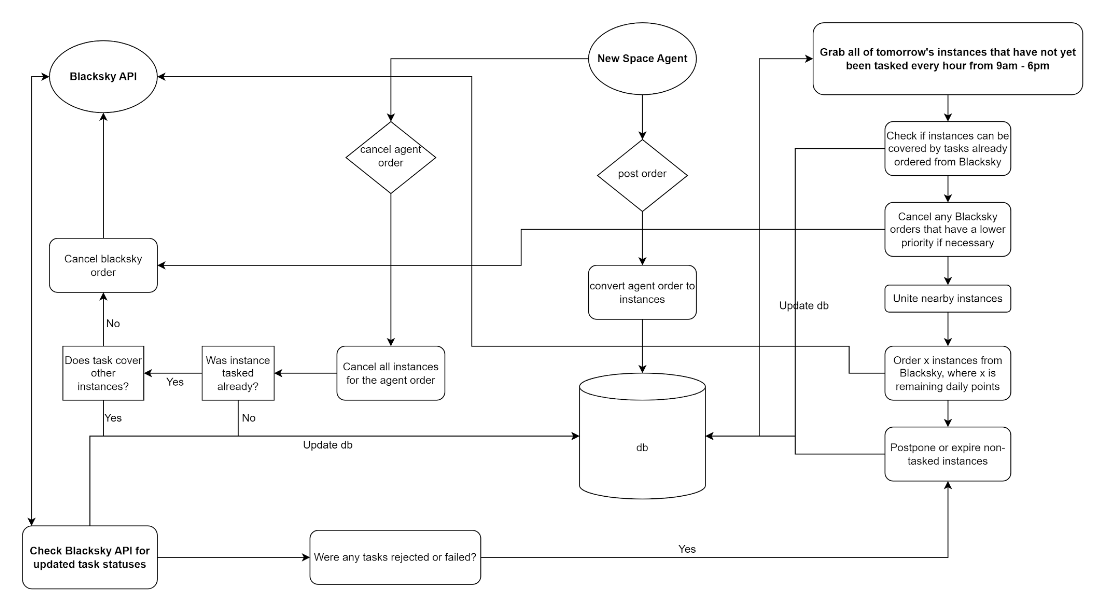 Blacksky API
New Space Agent
Grab all of tomorrow's instances that have not yet
been tasked every hour from 9am - 6pm
cancel agent
order
post order
Check if instances can be
covered by tasks already
ordered from Blacksky
Cancel any Blacksky
orders that have a lower
priority if necessary
Cancel blacksky
order
convert agent order to
instances
Unite nearby instances
Update db
No
Does task cover
other
instances?
Yes
Was instance
tasked
already?
Cancel all instances
for the agent order
Order x instances from
Blacksky, where x is
remaining daily points
Yes
No
Update db
db
Postpone or expire non-
tasked instances
Check Blacksky API for
updated task statuses
Were any tasks rejected or failed?
Yes